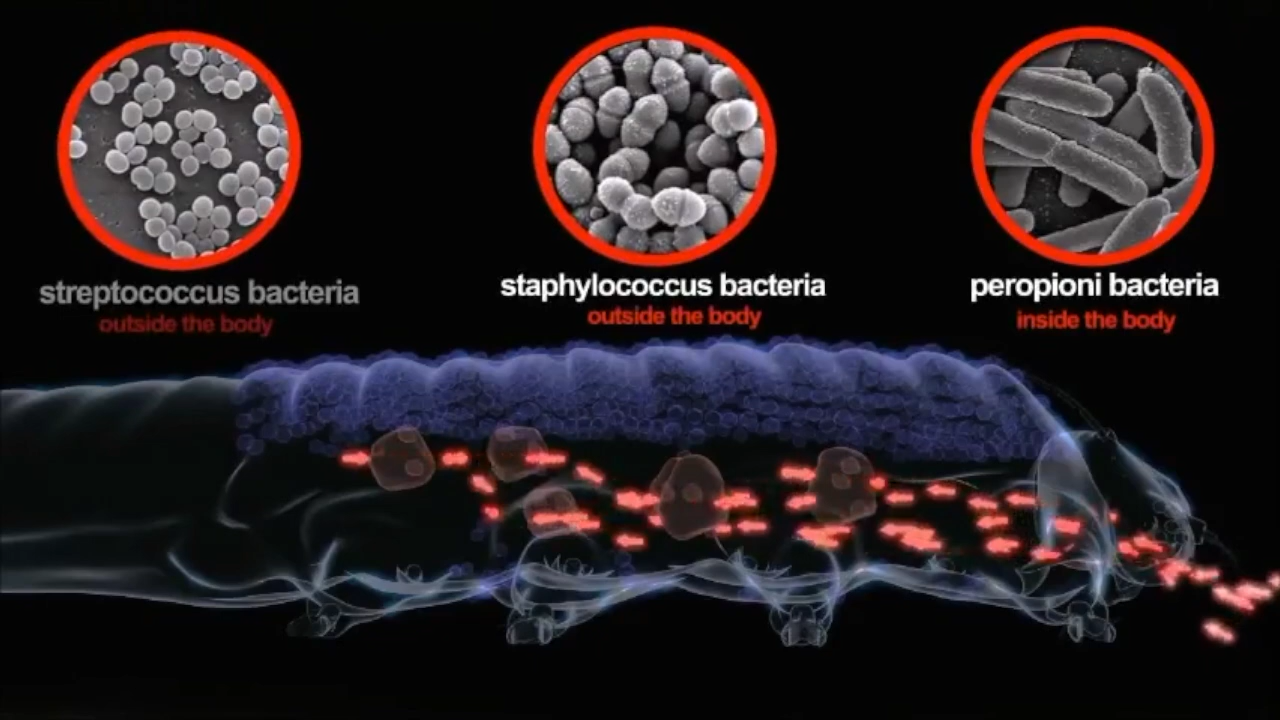 streptococcus bacteria
outside the body
staphylococcus bacteria
outside the body
peropioni bacteria
inside the body